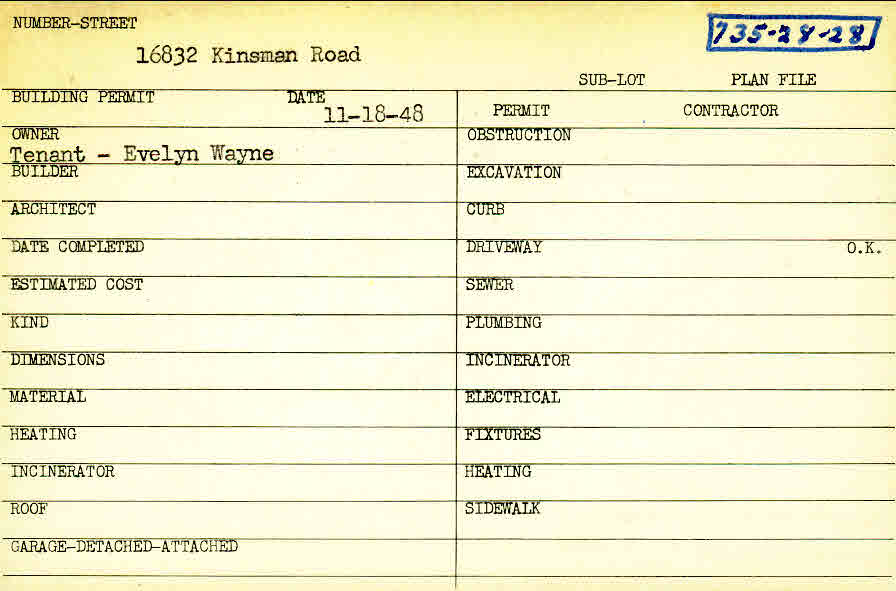 NUMBER-STREET
735-28-28
16832 Kinsman Road
SUB-LOT PLAN FILE
BUILDING PERMIT DATE
11-18-48
PERMIT CONTRACTOR
OWNER
Tenant - Evelyn Wayne
OBSTRUCTION
BUILDER
EXCAVATION
ARCHITECT
CURB
DATE COMPLETED
DRIVEWAY O.K.
ESTIMATED COST
SEWER
KIND
PLUMBING
DIMENSIONS
INCINERATOR
MATERIAL
ELECTRICAL
HEATING
FIXTURES
INCINERATOR
HEATING
ROOF
SIDEWALK
GARAGE-DETACHED-ATTACHED